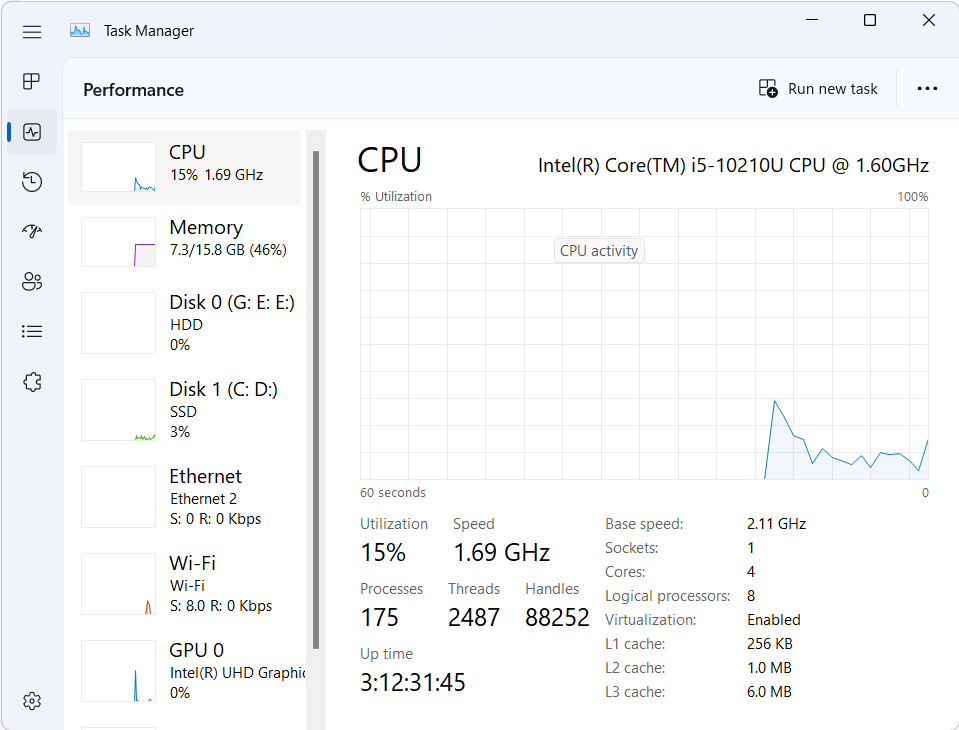 Task Manager
Performance
Run new task
CPU
15% 1.69 GHz
Memory
7.3/15.8 GB (46%)
Disk 0 (G: E: E:)
HDD
0%
Disk 1 (C: D:)
SSD
3%
Ethernet
Ethernet 2
S: 0 R: 0 Kbps
Wi-Fi
Wi-Fi
S: 8.0 R: 0 Kbps
GPU 0
Intel(R) UHD Graphic
0%
CPU
Intel(R) Core(TM) i5-10210U CPU @ 1.60GHz
% Utilization 100%
CPU activity
60 seconds 0
Utilization Speed
15% 1.69 GHz
Processes Threads Handles
175 2487 88252
Up time
3:12:31:45
Base speed: 2.11 GHz
Sockets: 1
Cores: 4
Logical processors: 8
Virtualization: Enabled
L1 cache: 256 KB
L2 cache: 1.0 MB
L3 cache: 6.0 MB